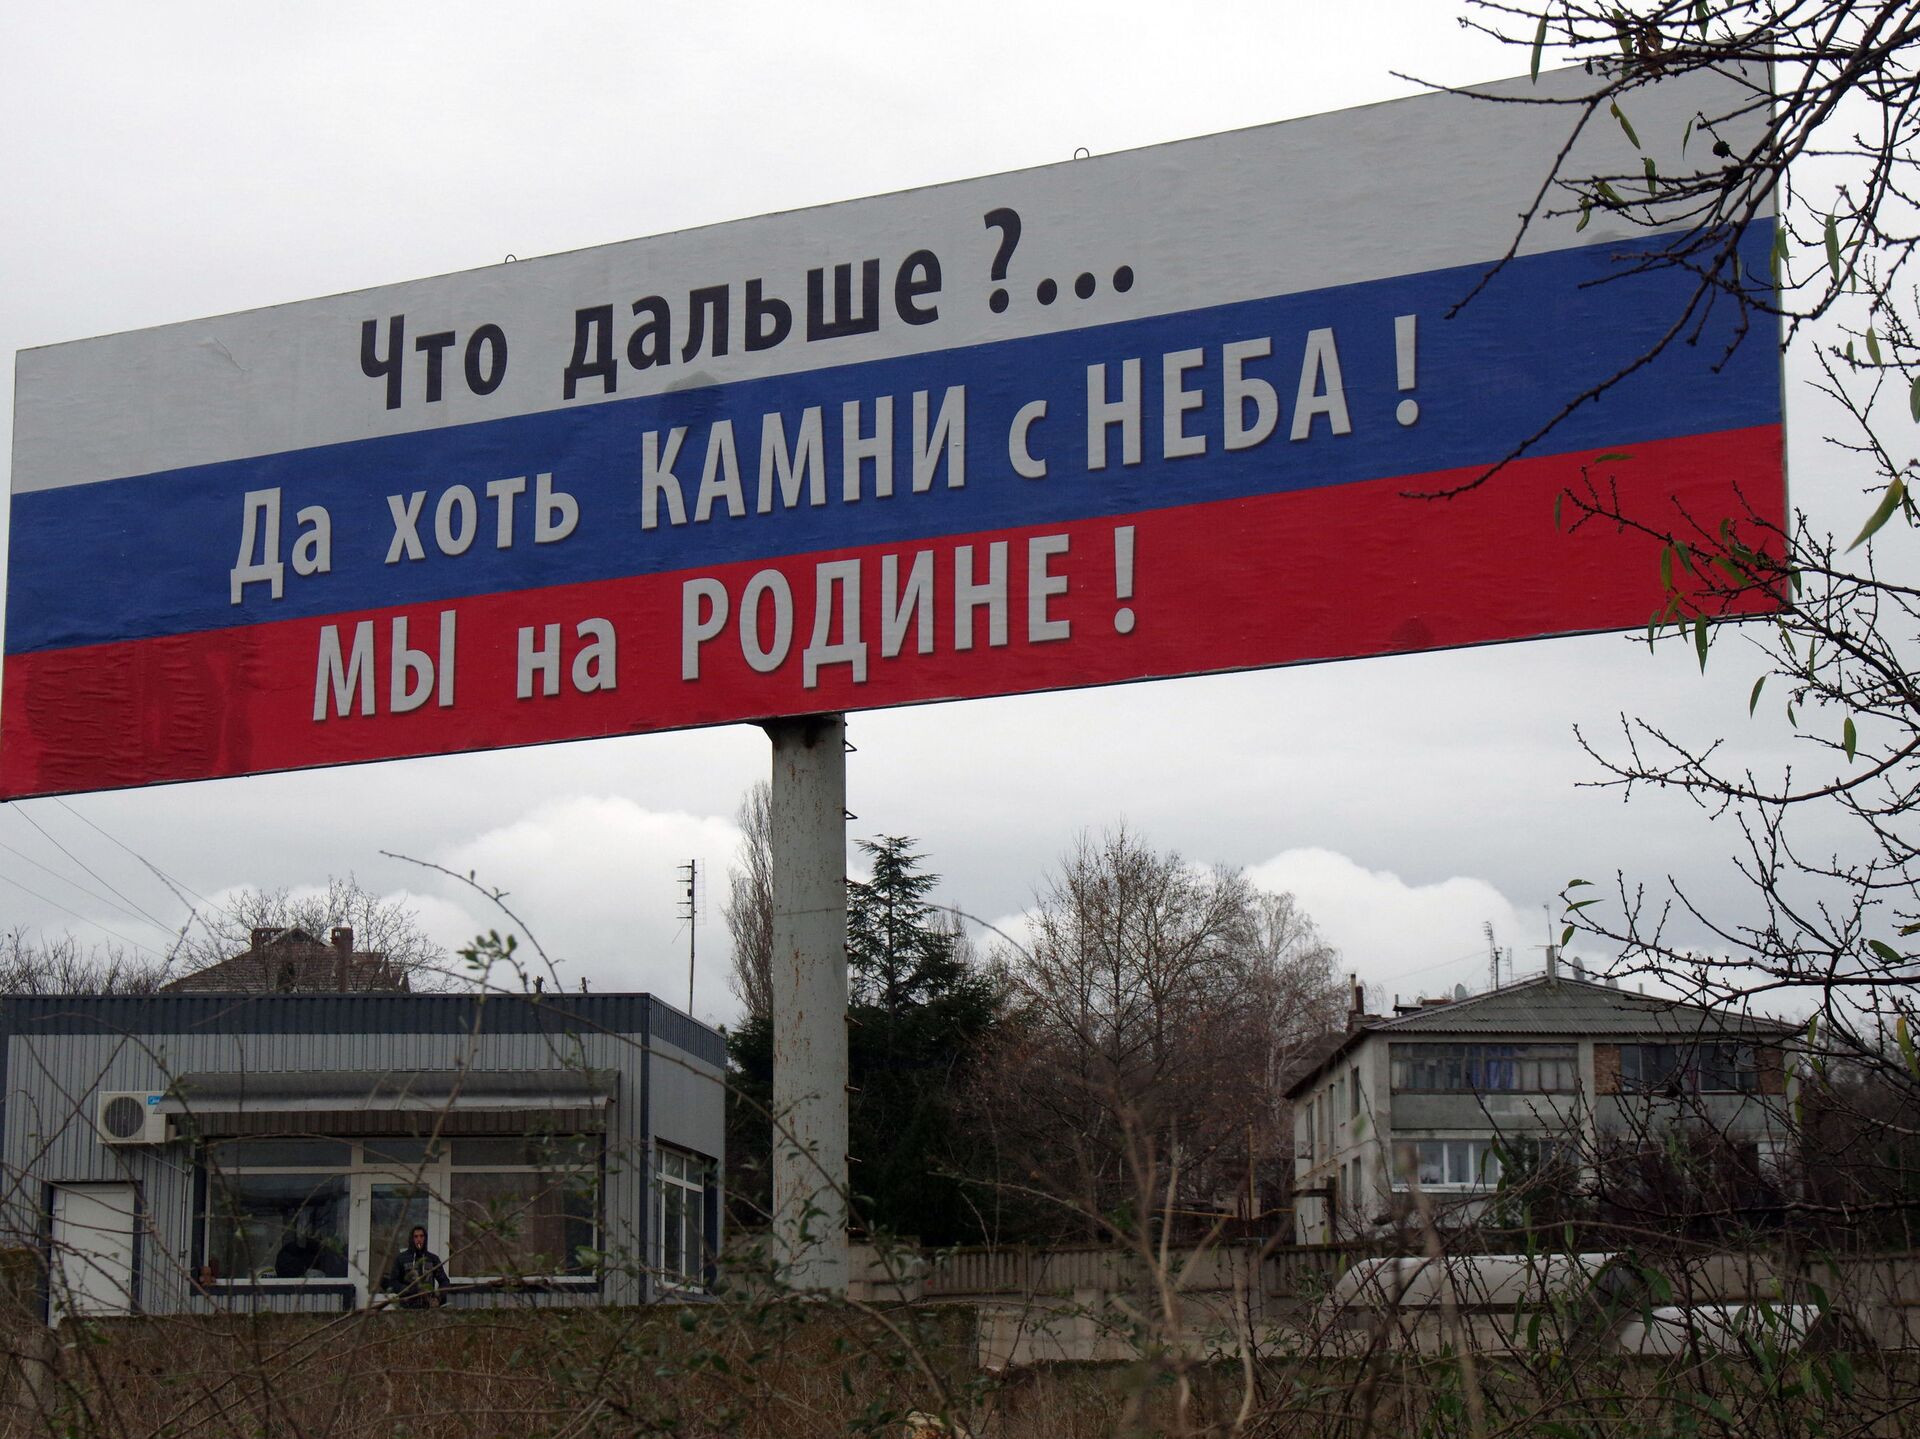 Что дальше ?...
Да хоть КАМНИ с НЕБА !
МЫ на РОДИНЕ !